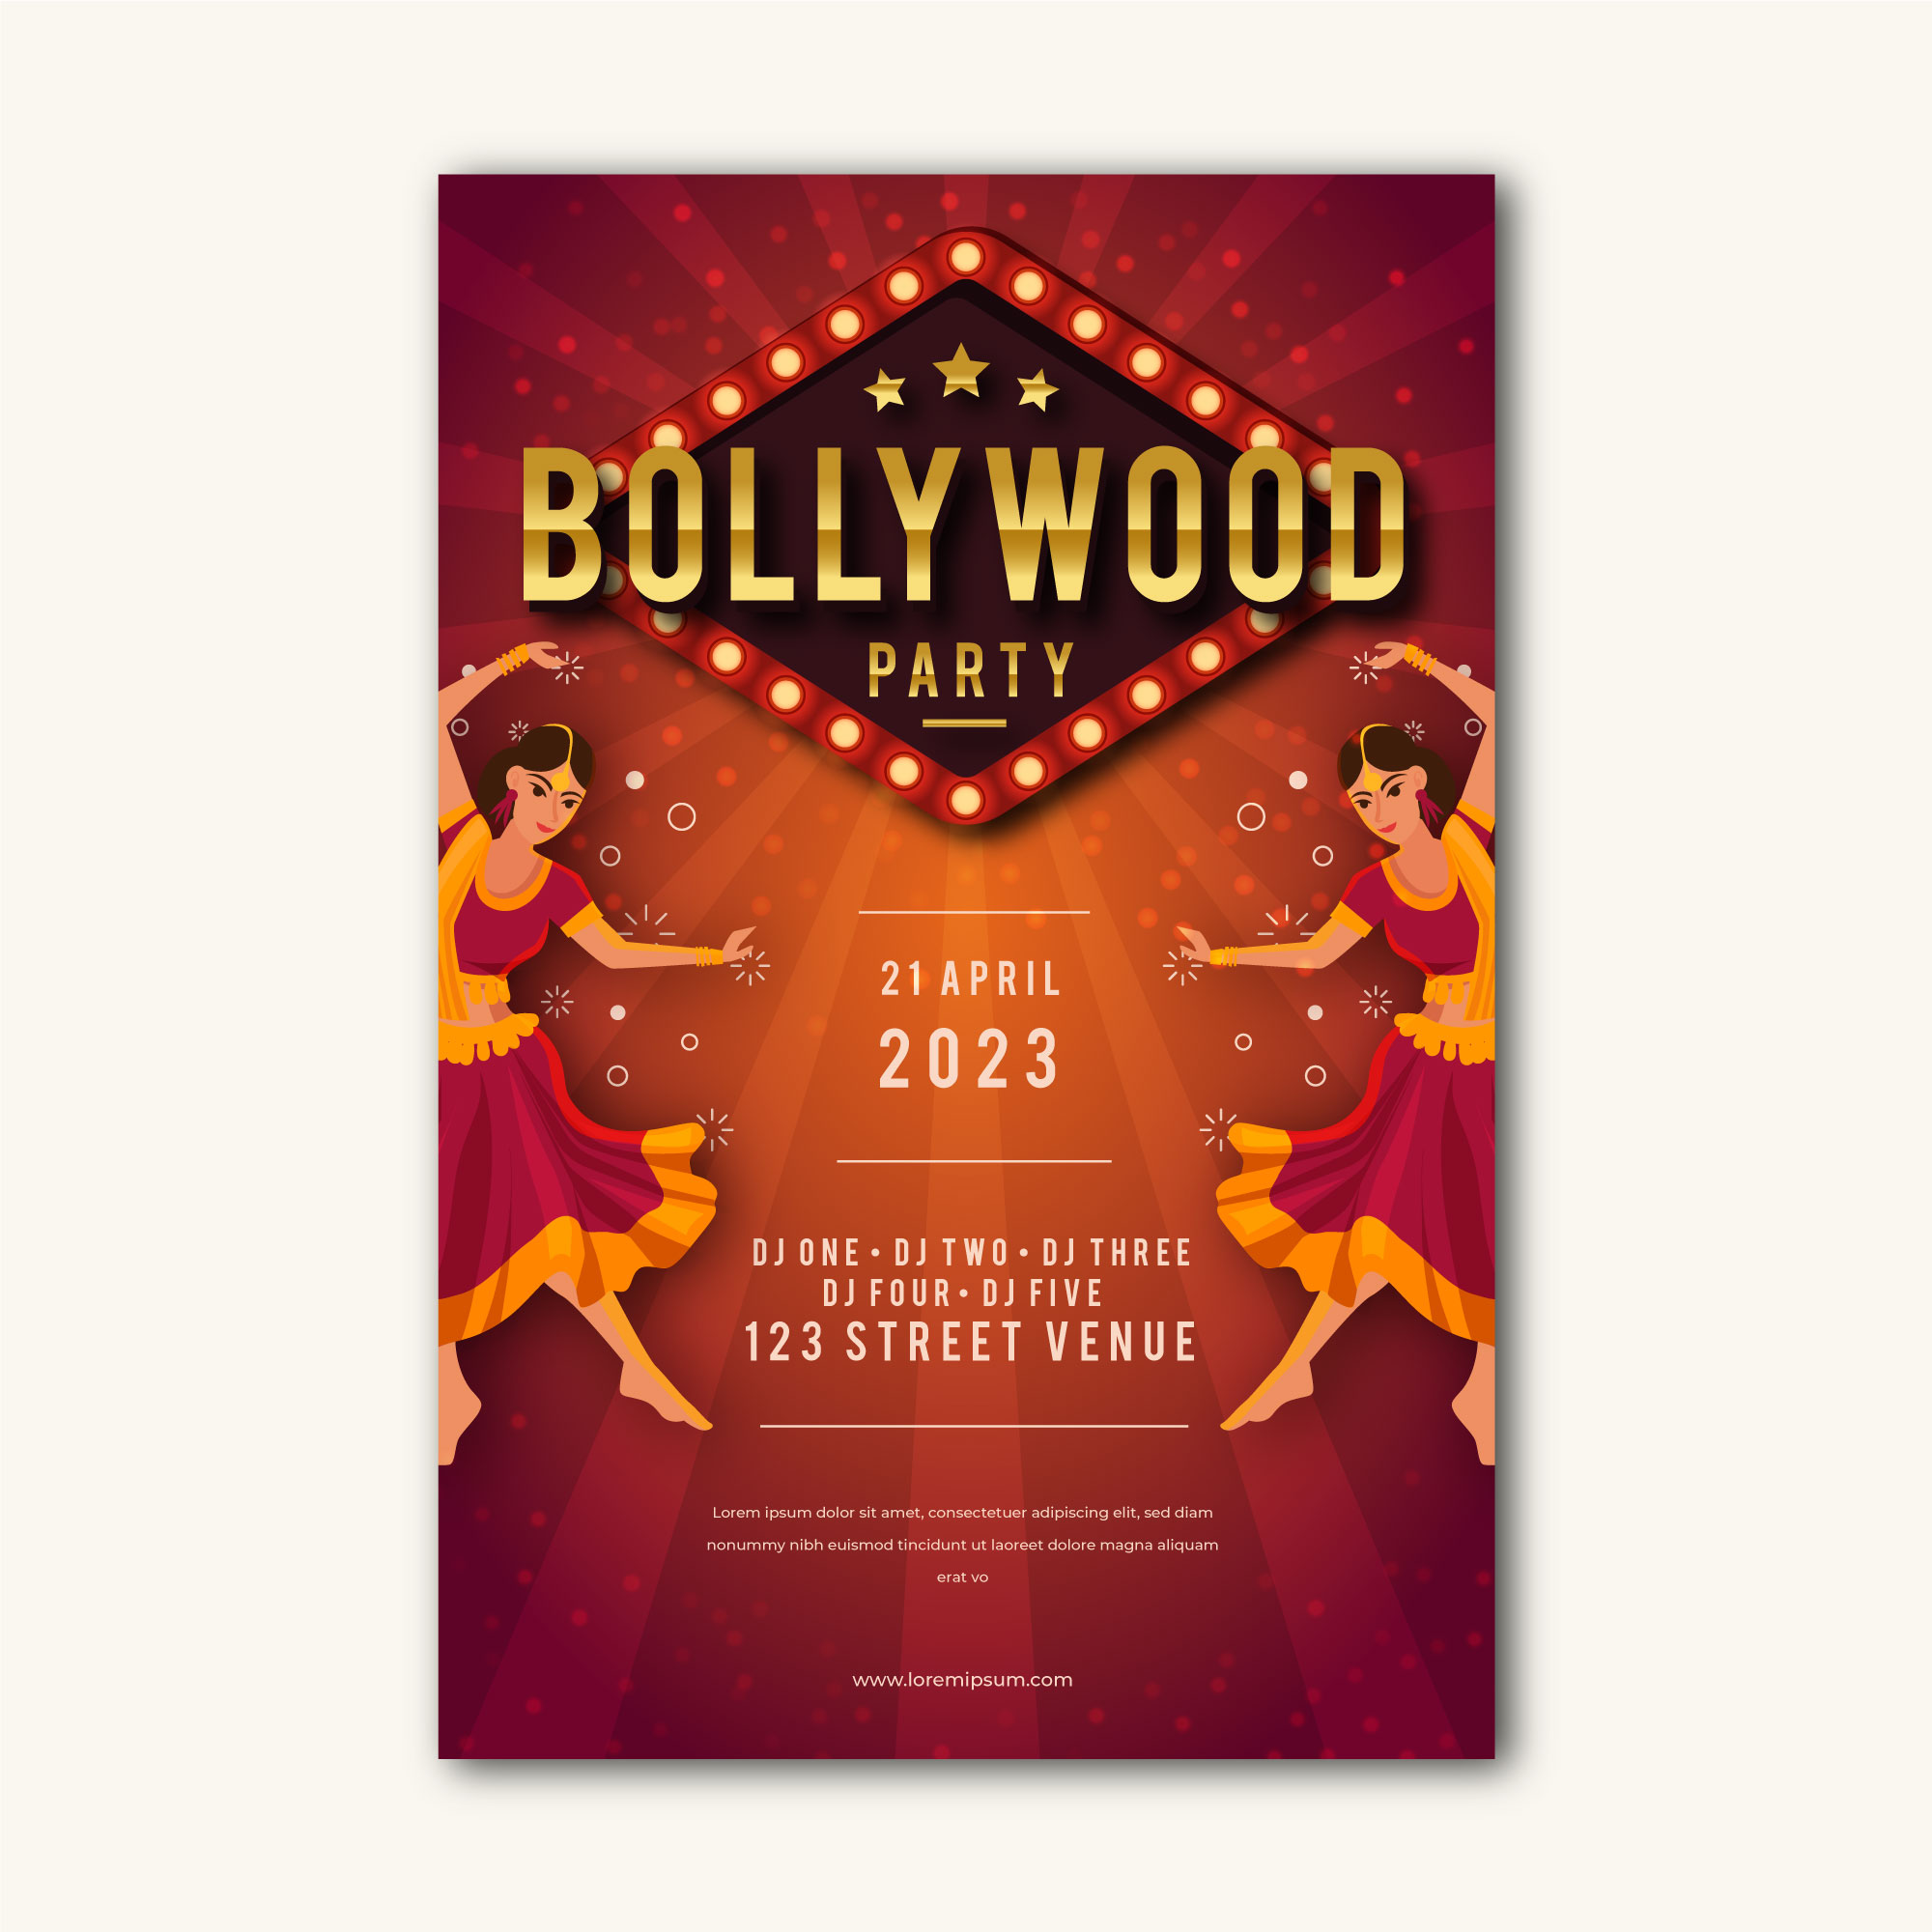 BOLLYWOOD
PARTY
21 APRIL
2023
DJ ONE • DJ TWO • DJ THREE
DJ FOUR • DJ FIVE
123 STREET VENUE
Lorem ipsum dolor sit amet, consectetuer adipiscing elit, sed diam
nonummy nibh euismod tincidunt ut laoreet dolore magna aliquam
erat vo
www.loremipsum.com